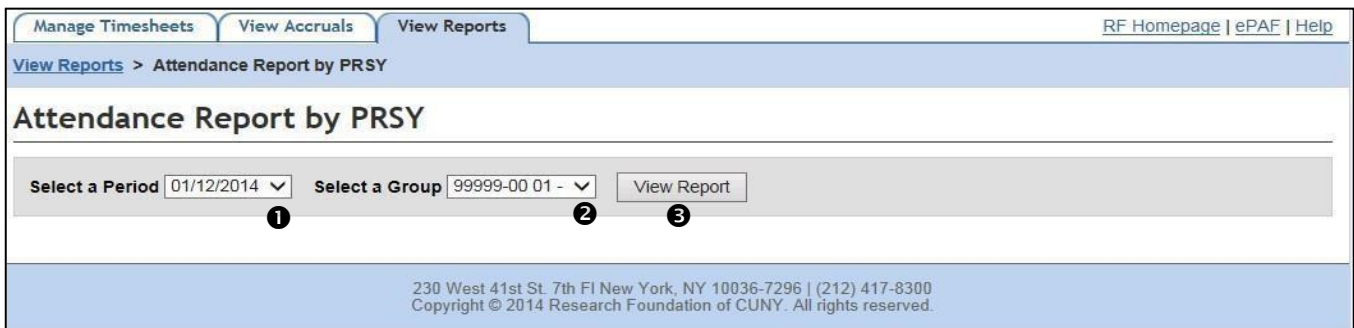 Manage Timesheets View Accruals View Reports RF Homepage | ePAF | Help
View Reports > Attendance Report by PRSY
Attendance Report by PRSY
Select a Period 01/12/2014 Select a Group 99999-00 01 - View Report
❶ ❷ ❸
230 West 41st St. 7th Fl New York, NY 10036-7296 | (212) 417-8300
Copyright © 2014 Research Foundation of CUNY. All rights reserved.